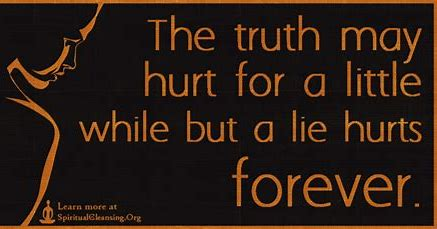 The truth may
hurt for a little
while but a lie hurts
forever.
Learn more at
SpiritualCleansing.Org